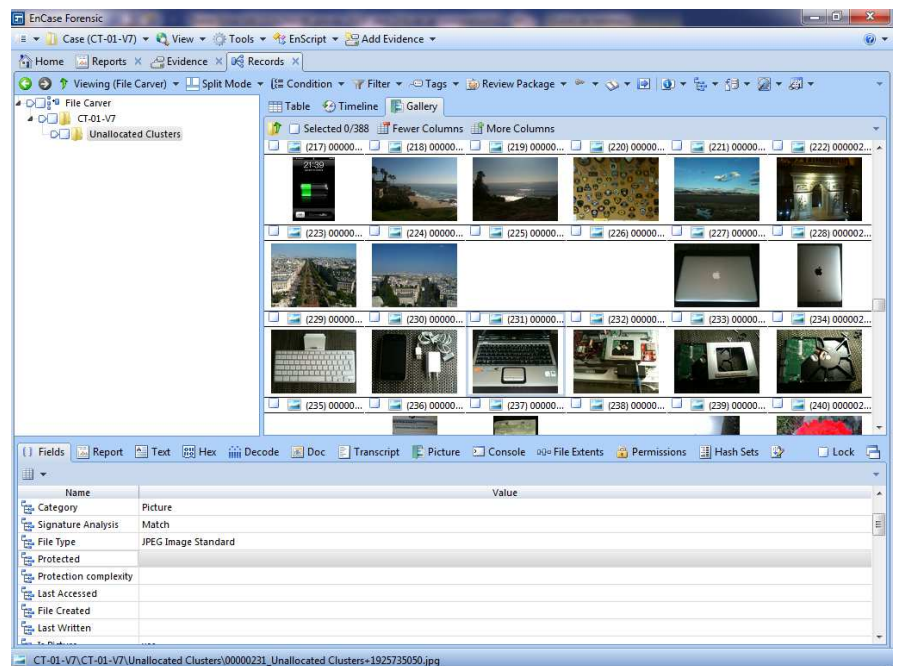 EnCase Forensic
Case (CT-01-V7) View Tools EnScript Add Evidence
Home Reports Evidence Records
Viewing (File Carver) Split Mode Condition Filter Tags Review Package
File Carver
CT-01-V7
Unallocated Clusters
Table Timeline Gallery
Selected 0/388 Fewer Columns More Columns
(217) 00000... (218) 00000... (219) 00000... (220) 00000... (221) 00000... (222) 000002...
21:39
(223) 00000... (224) 00000... (225) 00000... (226) 00000... (227) 00000... (228) 000002...
(229) 00000... (230) 00000... (231) 00000... (232) 00000... (233) 00000... (234) 000002...
(235) 00000... (236) 00000... (237) 00000... (238) 00000... (239) 00000... (240) 000002...
Fields Report Text Hex Decode Doc Transcript Picture Console File Extents Permissions Hash Sets Lock
Name Value
Category Picture
Signature Analysis Match
File Type JPEG Image Standard
Protected
Protection complexity
Last Accessed
File Created
Last Written
CT-01-V7\CT-01-V7\Unallocated Clusters\00000231_Unallocated Clusters+1925735050.jpg